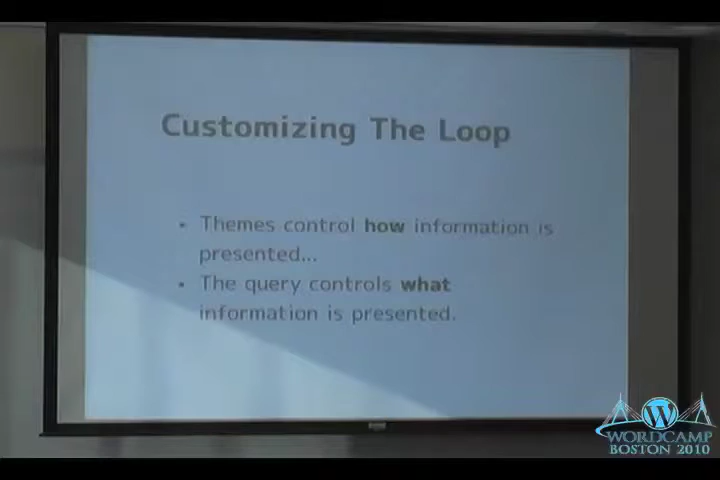 Customizing The Loop
• Themes control how information is
presented...
• The query controls what
information is presented.
WORDCAMP
BOSTON 2010